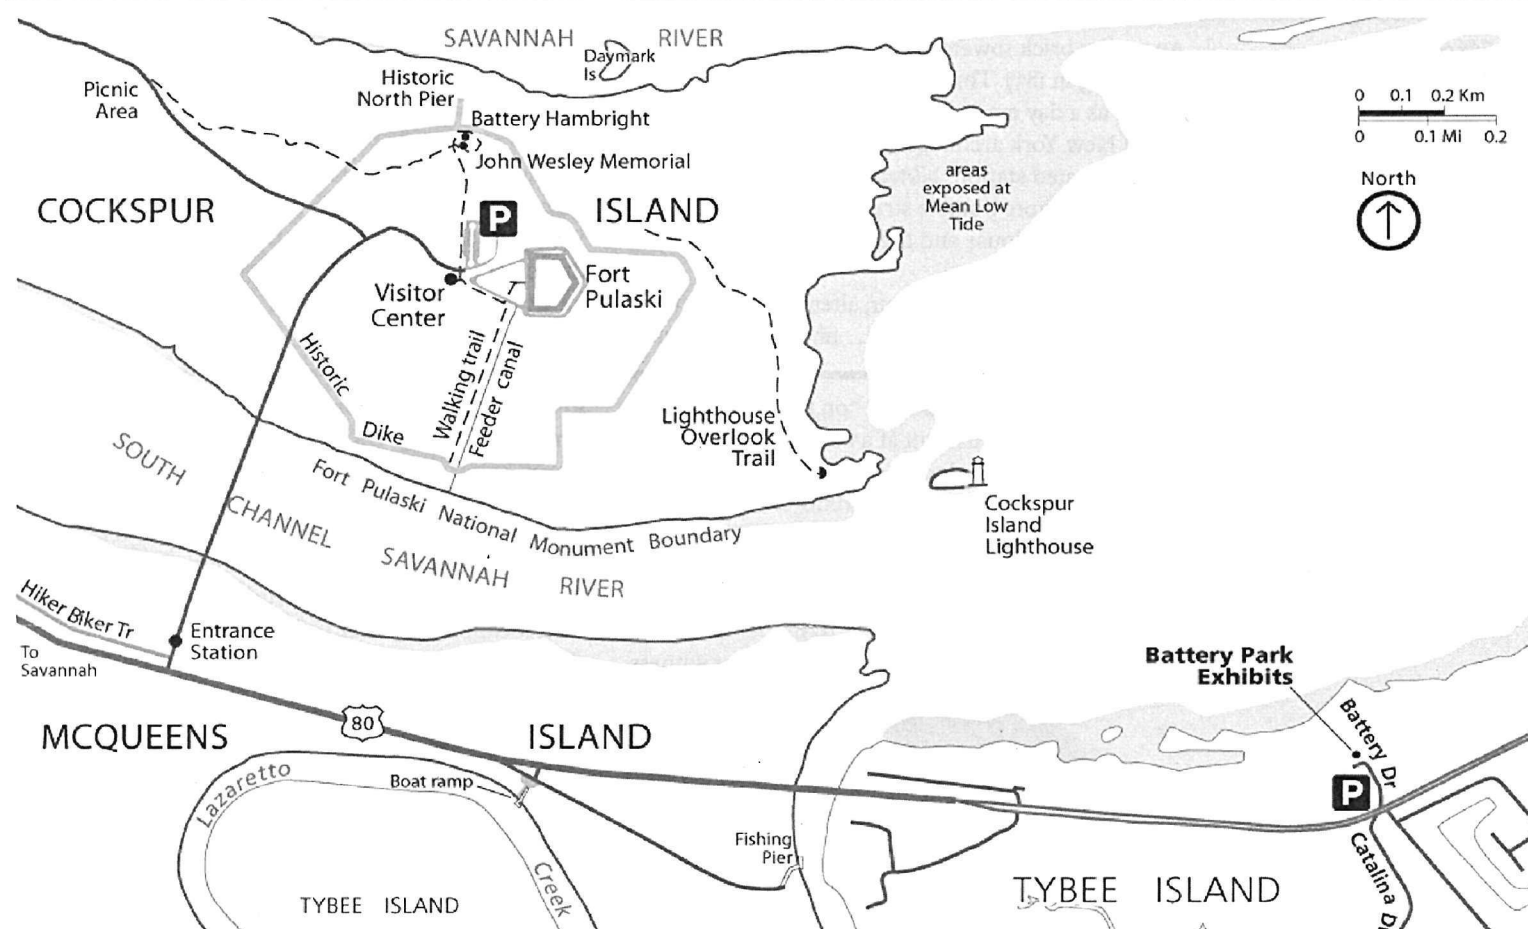 SAVANNAH RIVER
Daymark
Is
Historic
North Pier
Picnic
Area
Battery Hambright
John Wesley Memorial
COCKSPUR ISLAND
P
areas
exposed at
Mean Low
Tide
0 0.1 0.2 Km
0 0.1 Mi 0.2
North
Visitor
Center
Fort
Pulaski
Historic
Dike
Walking trail
Feeder canal
Lighthouse
Overlook
Trail
Cockspur
Island
Lighthouse
Fort Pulaski National Monument Boundary
SOUTH CHANNEL SAVANNAH RIVER
Hiker Biker Tr
To
Savannah
Entrance
Station
80
MCQUEENS ISLAND
Battery Park
Exhibits
Battery Dr
P
Catalina D
Lazaretto
Creek
Boat ramp
Fishing
Pier
TYBEE ISLAND
TYBEE ISLAND